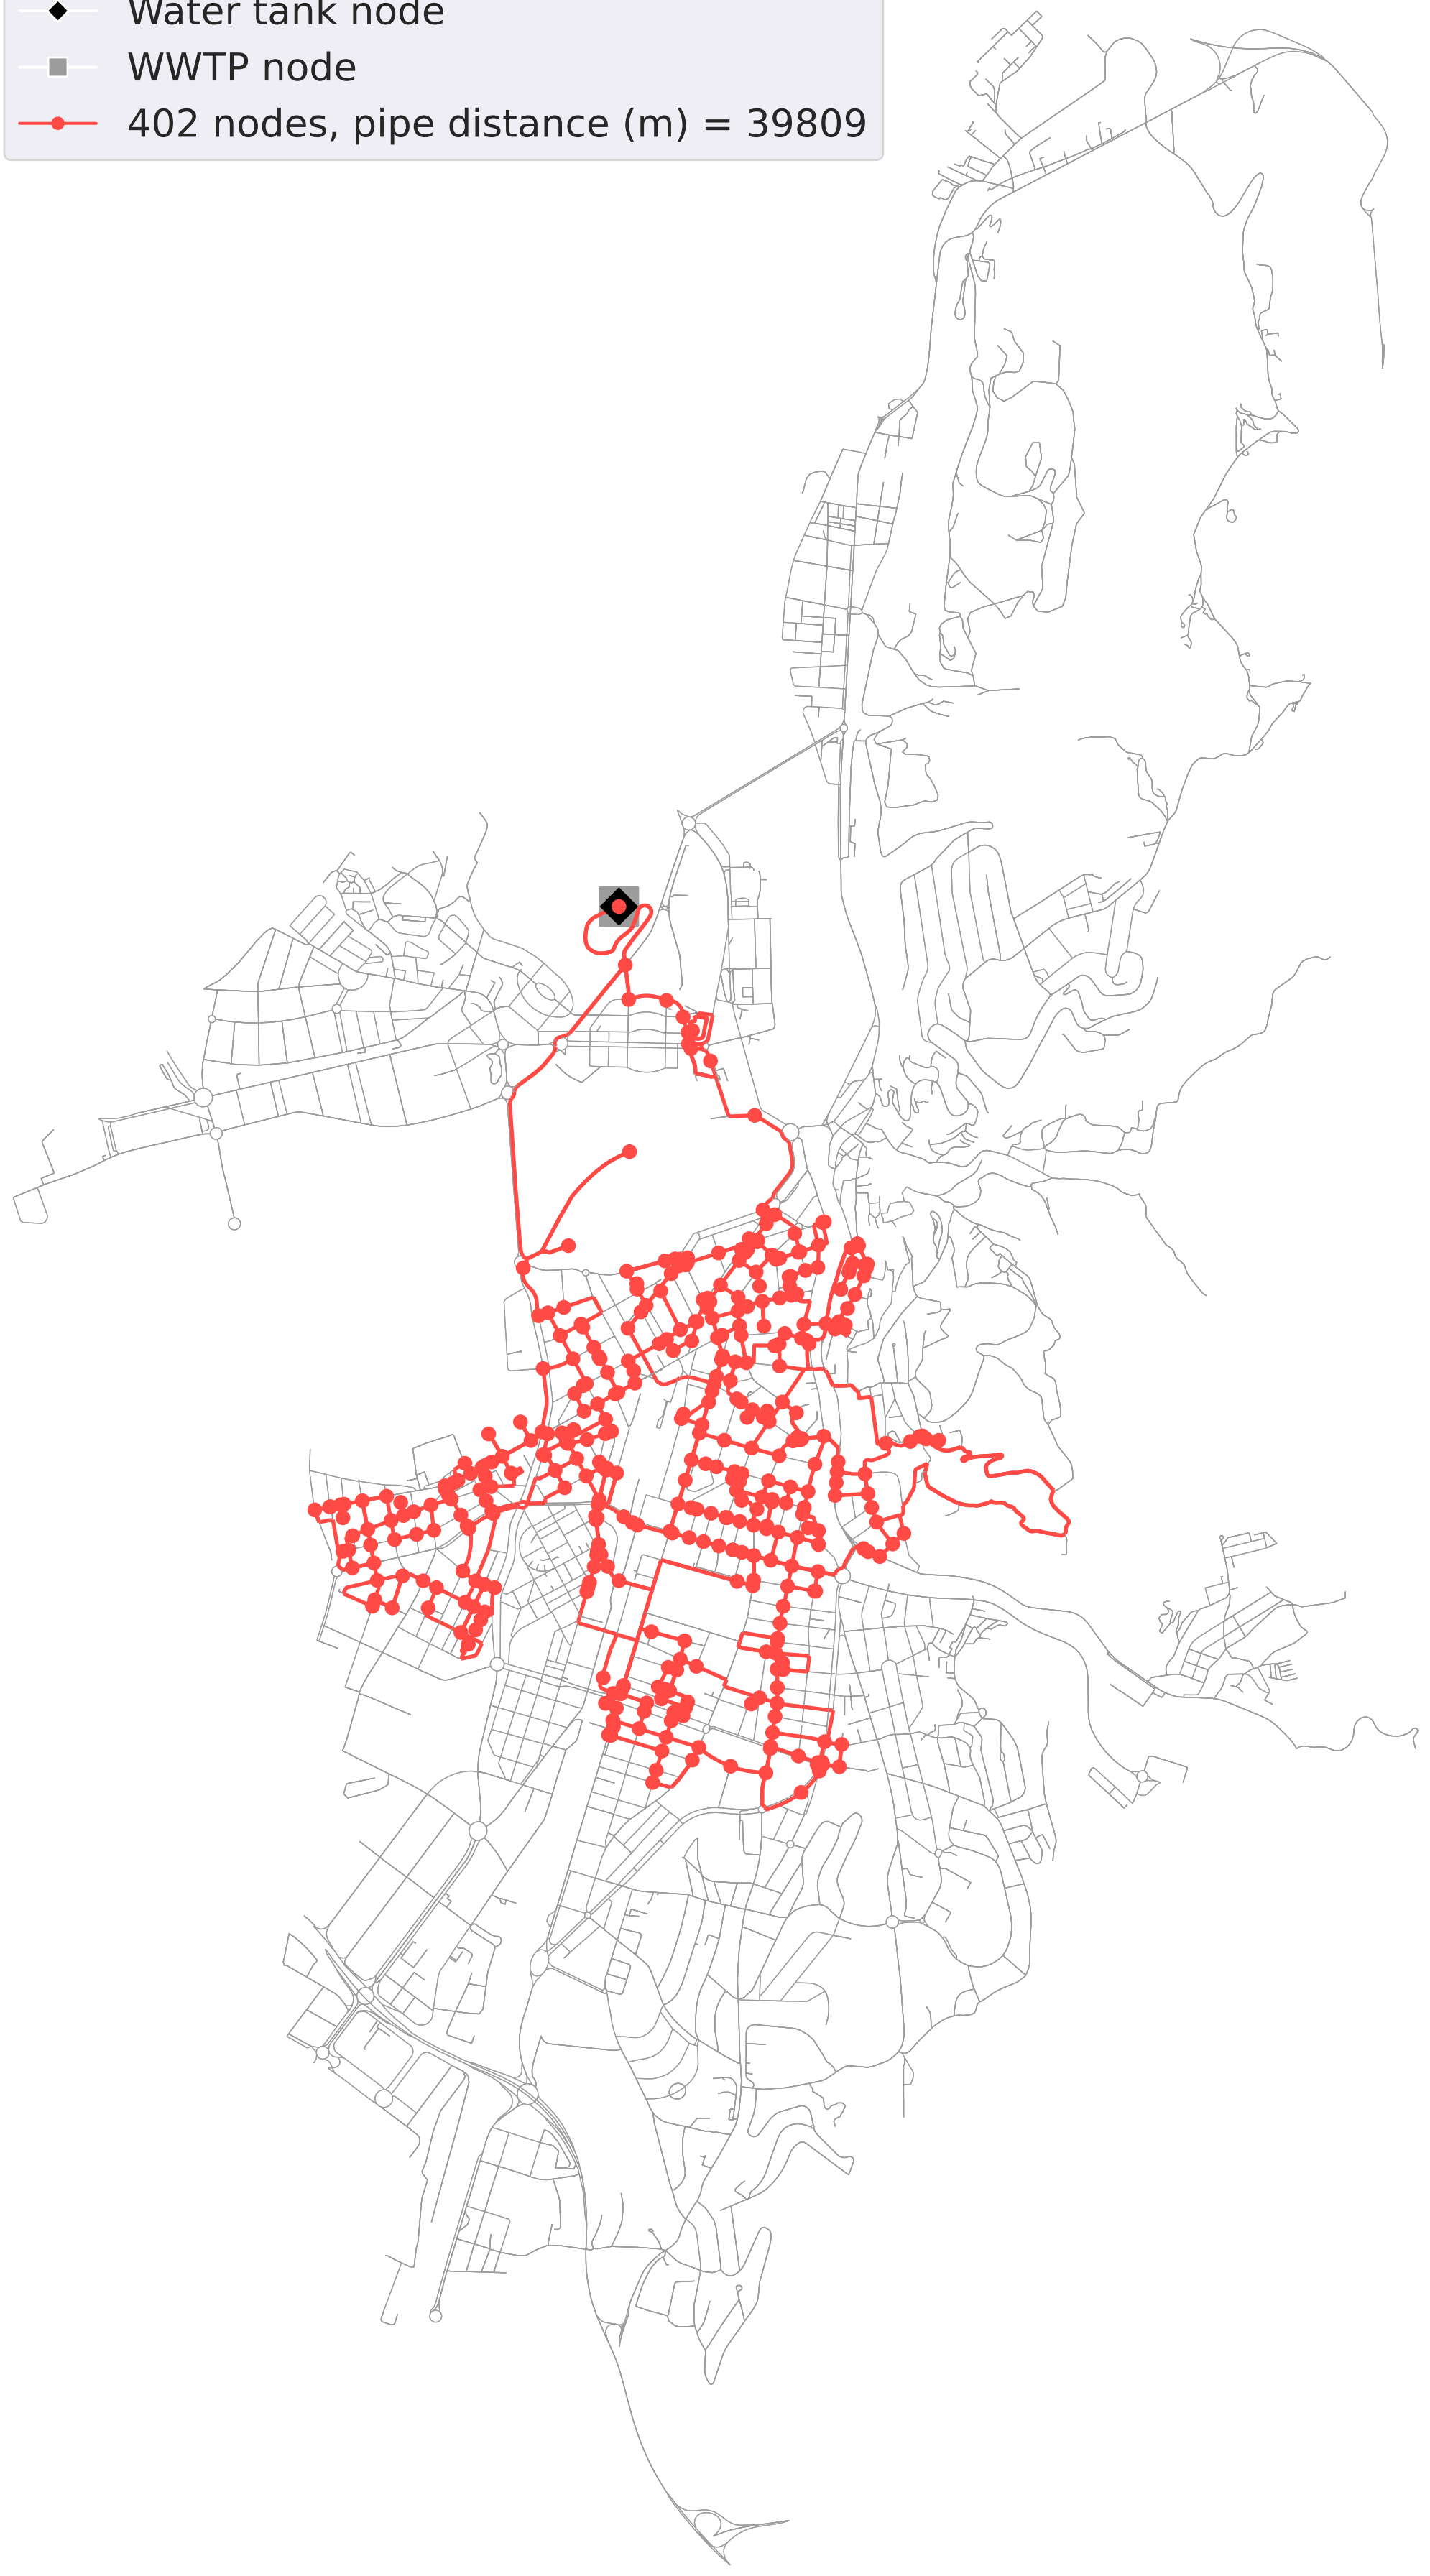 Water tank node
WWTP node
402 nodes, pipe distance (m) = 39809